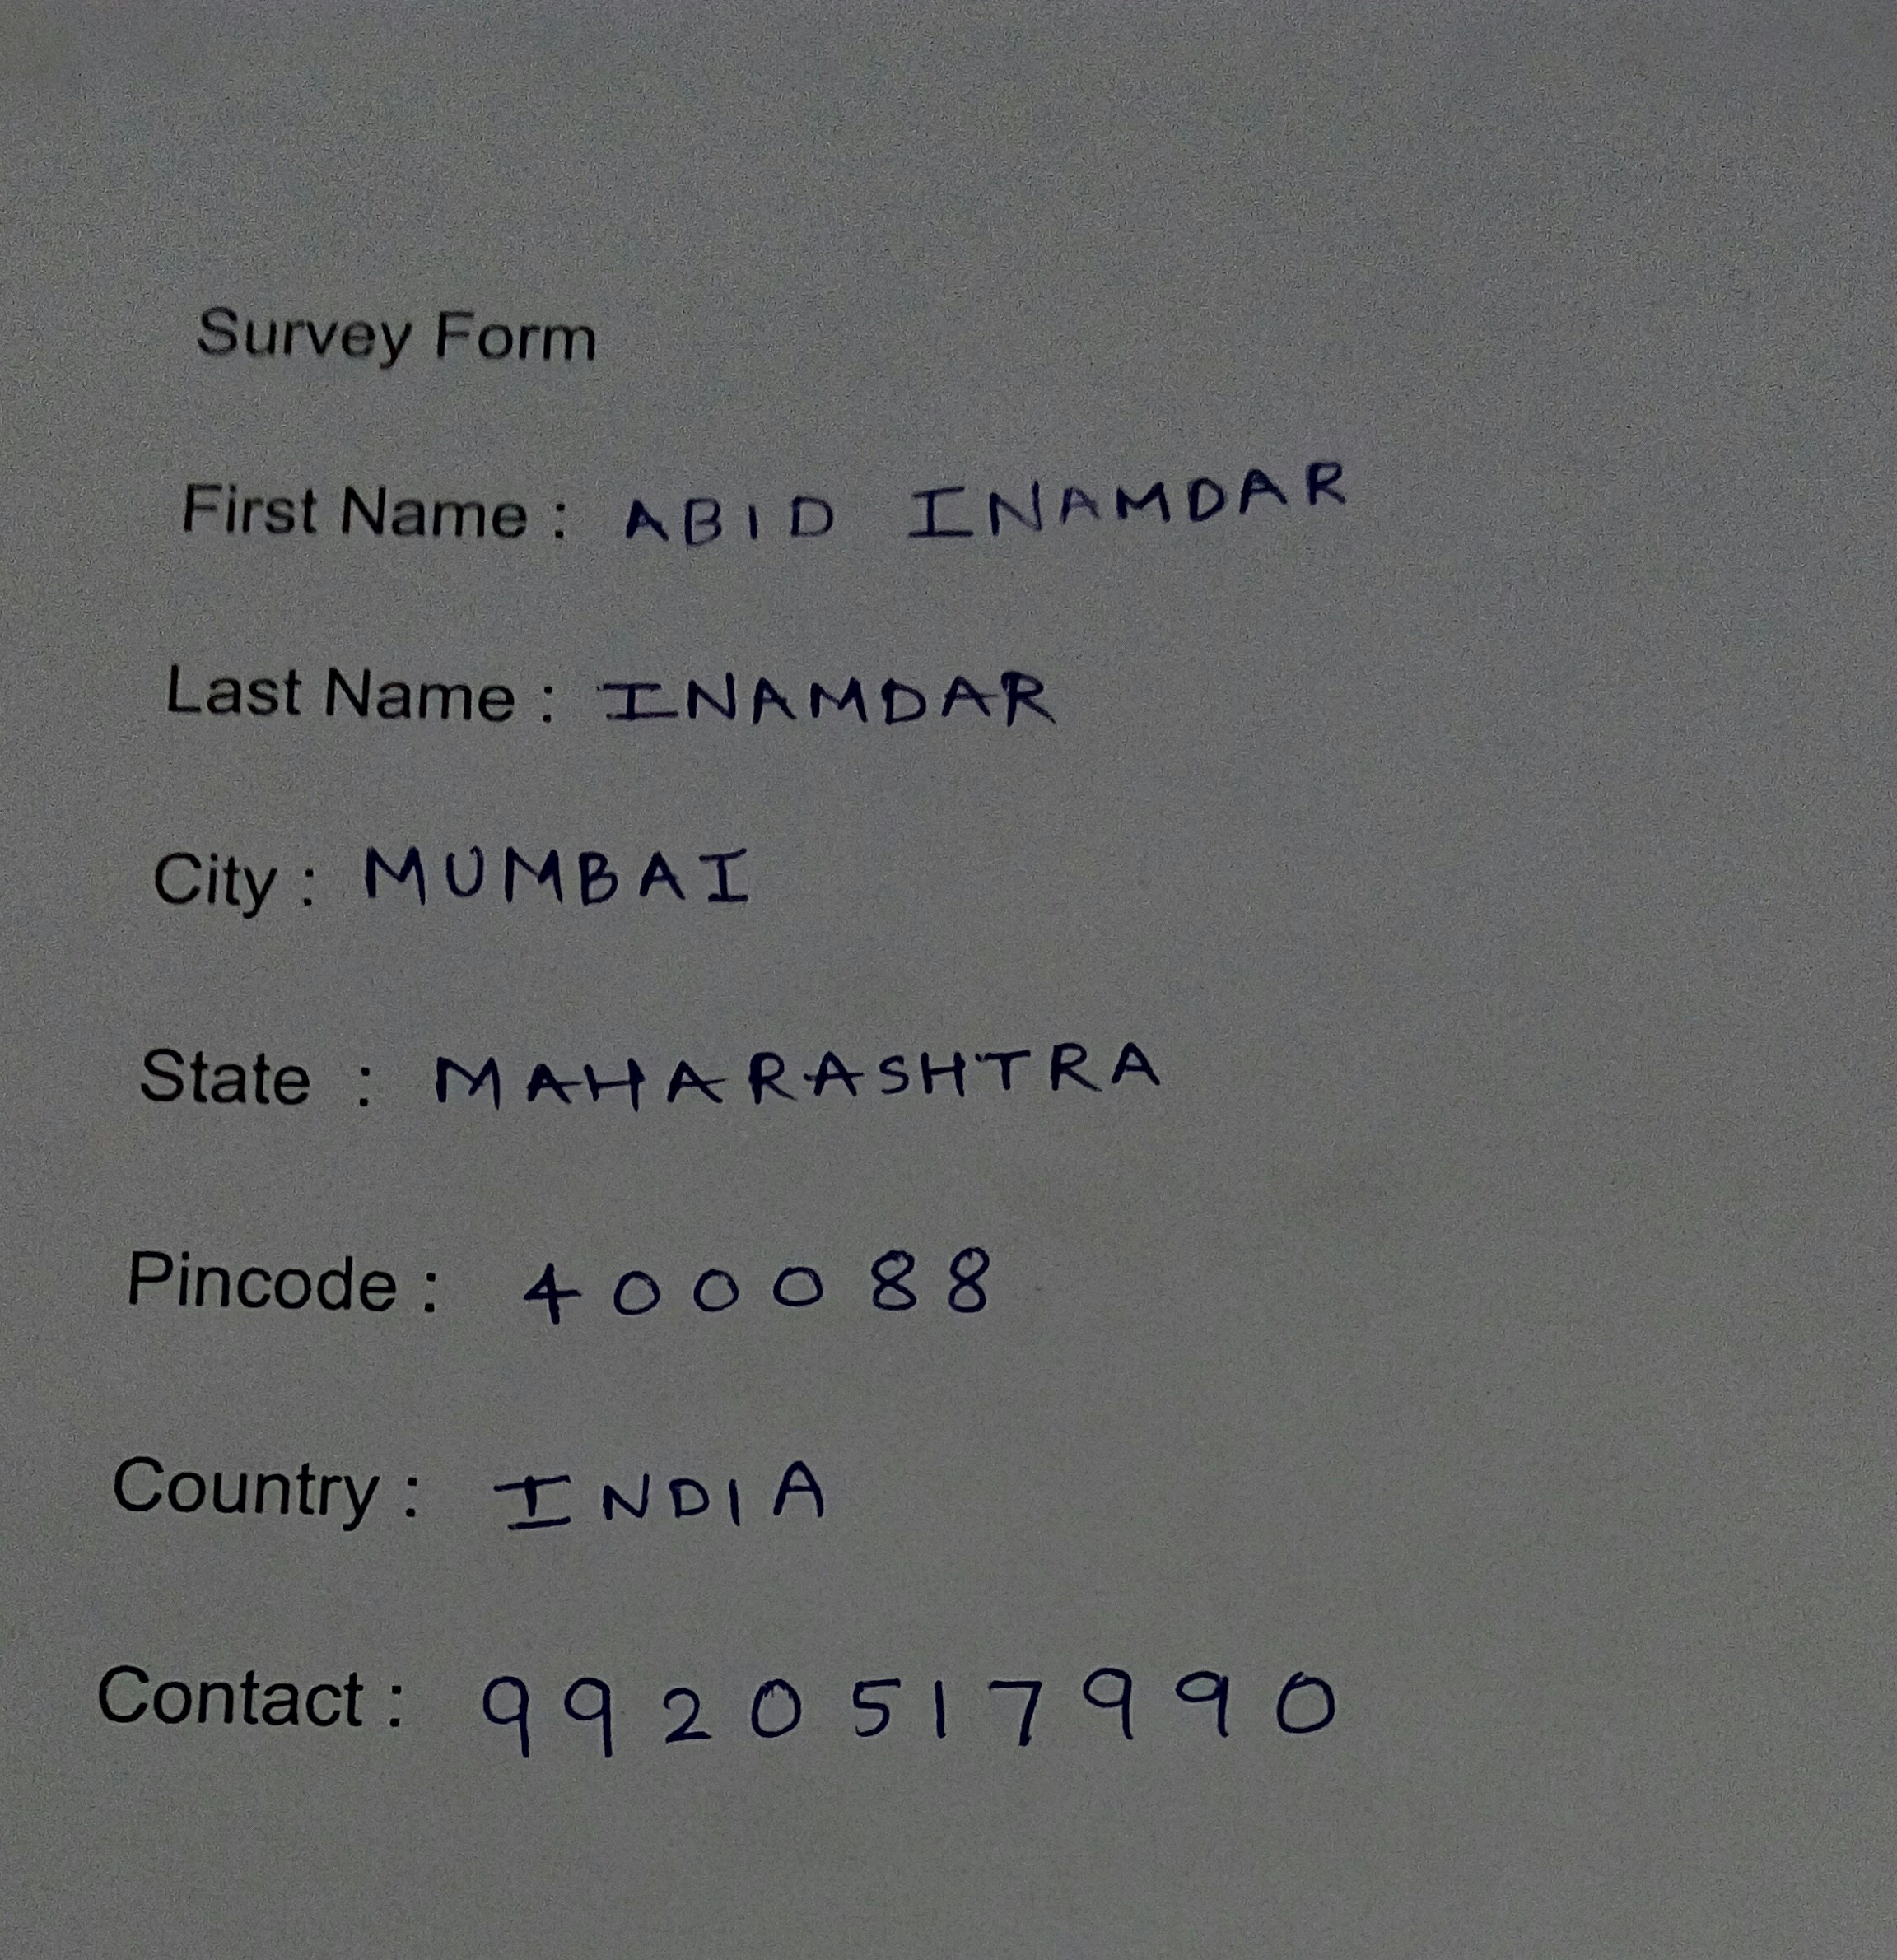 Survey Form
First Name : ABID INAMDAR
Last Name : INAMDAR
City : MUMBAI
State : MAHARASHTRA
Pincode : 400088
Country : INDIA
Contact : 9920517990